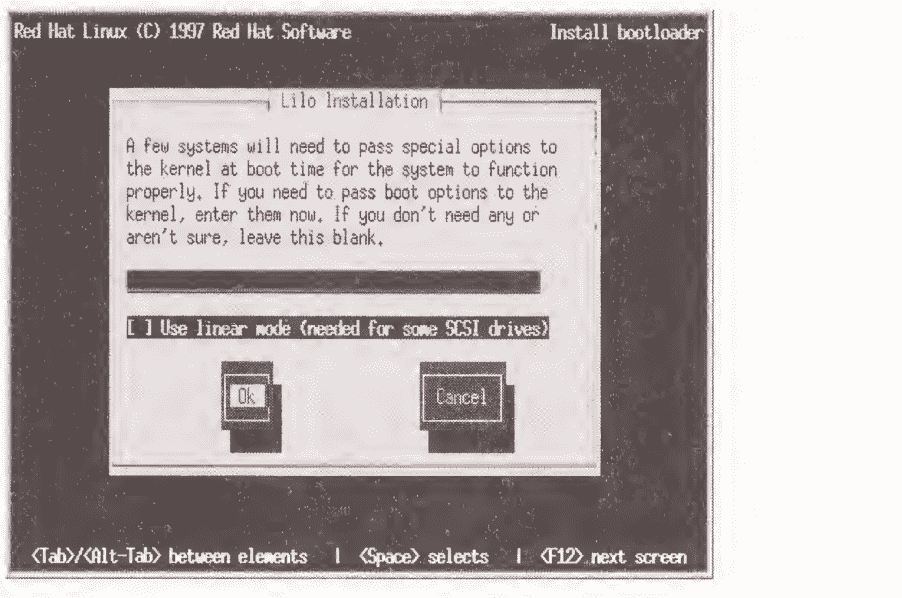 Red Hat Linux (C) 1997 Red Hat Software Install bootloader
Lilo Installation
A few systems will need to pass special options to
the kernel at boot time for the system to function
properly. If you need to pass boot options to the
kernel, enter them now. If you don't need any or
aren't sure, leave this blank.
[ ] Use linear mode (needed for some SCSI drives)
Ok Cancel
<Tab>/<Alt-Tab> between elements | <Space> selects | <F12> next screen